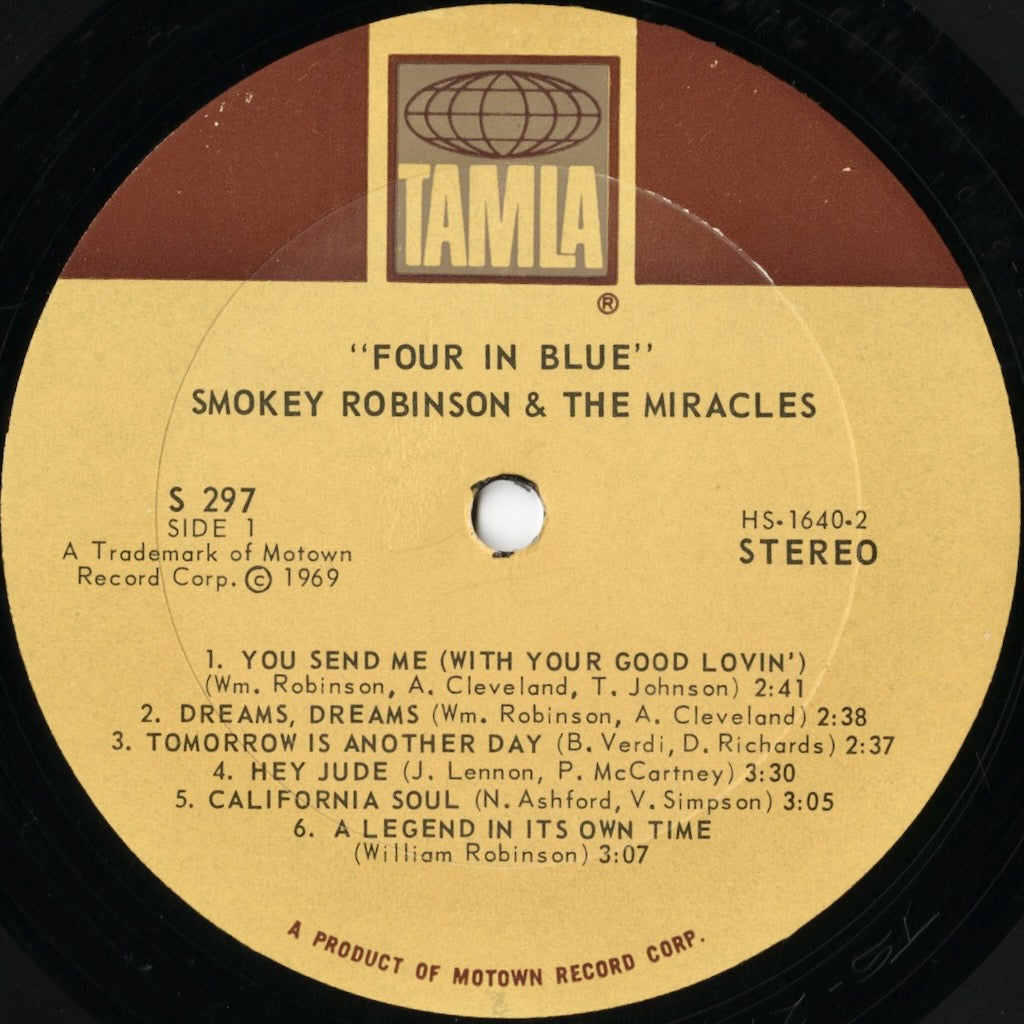 TAMLA
®
"FOUR IN BLUE"
SMOKEY ROBINSON & THE MIRACLES
S 297
SIDE 1
A Trademark of Motown
Record Corp. © 1969
HS-1640-2
STEREO
1. YOU SEND ME (WITH YOUR GOOD LOVIN')
(Wm. Robinson, A. Cleveland, T. Johnson) 2:41
2. DREAMS, DREAMS (Wm. Robinson, A. Cleveland) 2:38
3. TOMORROW IS ANOTHER DAY (B. Verdi, D. Richards) 2:37
4. HEY JUDE (J. Lennon, P. McCartney) 3:30
5. CALIFORNIA SOUL (N. Ashford, V. Simpson) 3:05
6. A LEGEND IN ITS OWN TIME
(William Robinson) 3:07
A PRODUCT OF MOTOWN RECORD CORP.